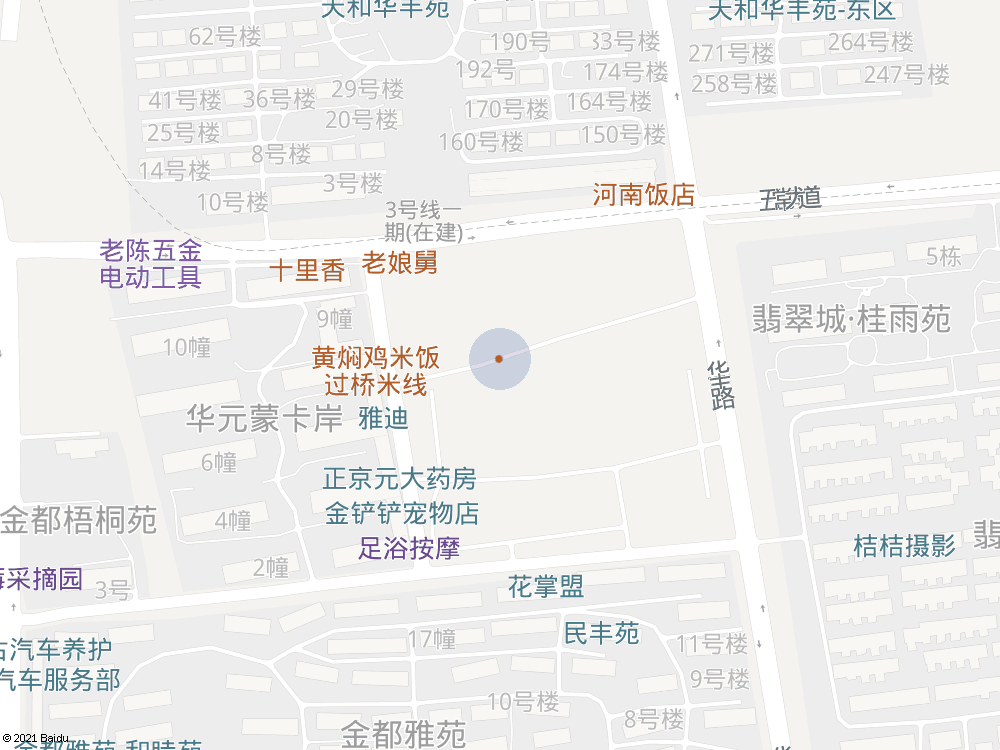 天和华丰苑
天和华丰苑-东区
62号楼
190号
83号楼
264号楼
271号楼
192号
174号楼
247号楼
258号楼
29号楼
41号楼
36号楼
170号楼
164号楼
20号楼
25号楼
160号楼
150号楼
8号楼
14号楼
3号楼
10号楼
河南饭店
3号线一
期(在建)
老陈五金
电动工具
十里香
老娘舅
5栋
9幢
翡翠城·桂雨苑
10幢
黄焖鸡米饭
过桥米线
华
路
华元蒙卡岸
雅迪
6幢
正京元大药房
金铲铲宠物店
金都梧桐苑
4幢
翡
足浴按摩
桔桔摄影
2幢
采摘园
3号
花掌盟
民丰苑
17幢
11号楼
汽车养护
汽车服务部
9号楼
10号楼
8号楼
金都雅苑
金都雅苑-和睦苑
© 2021 Baidu